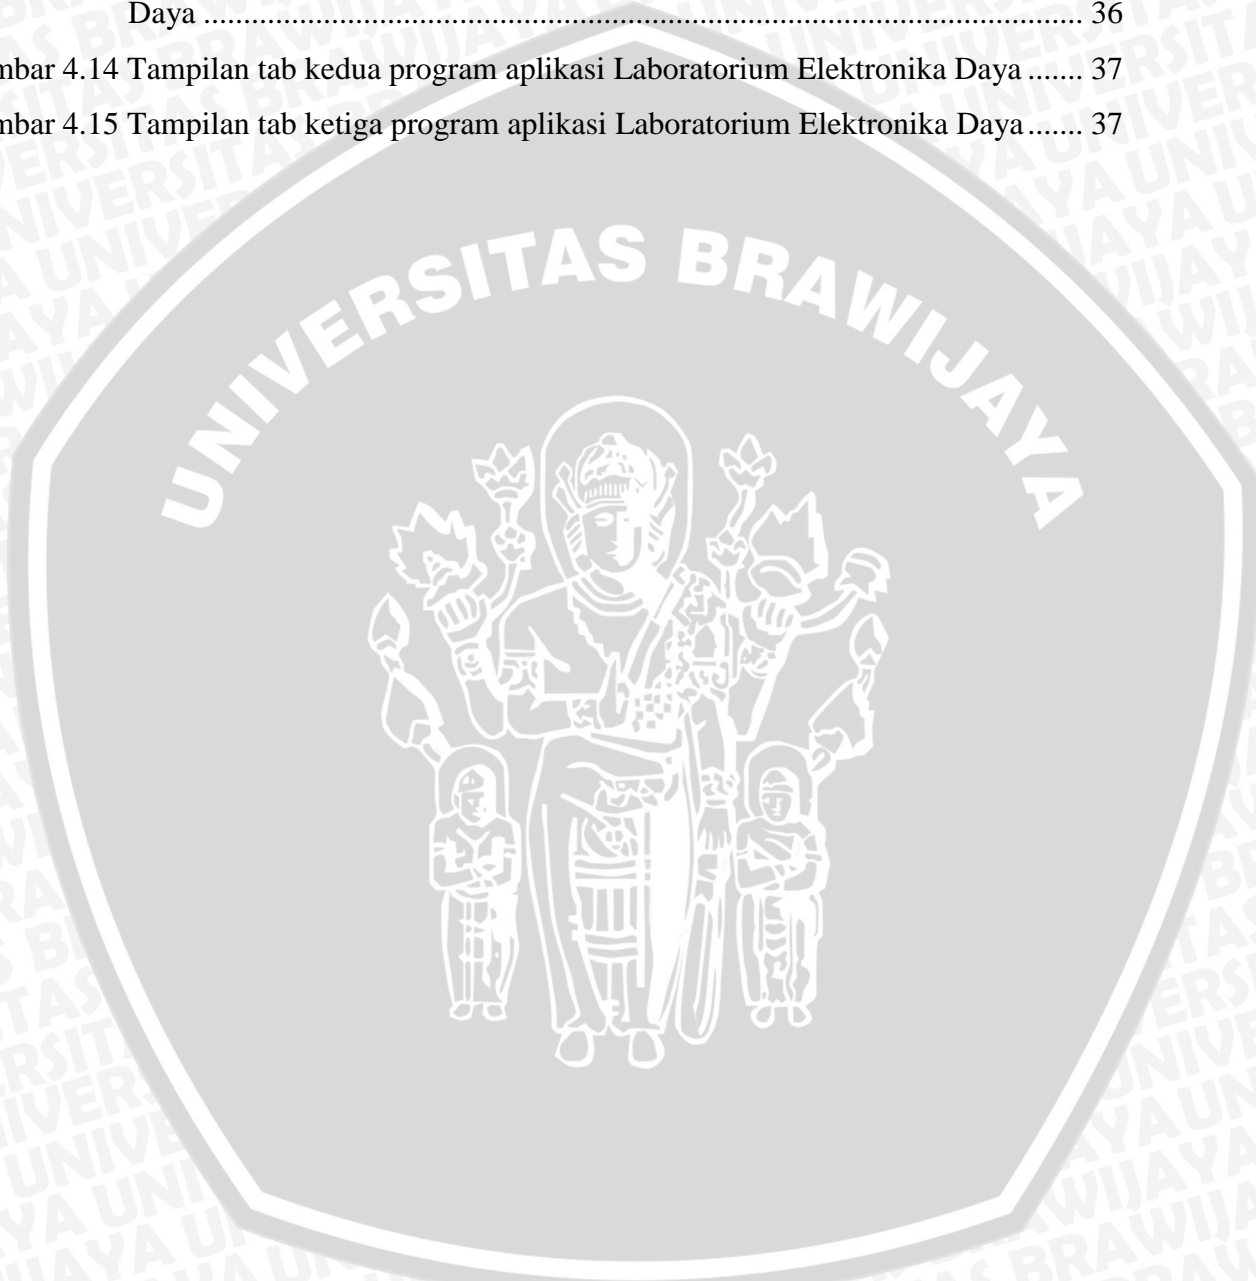 Daya ............................................................................................................. 36
mbar 4.14 Tampilan tab kedua program aplikasi Laboratorium Elektronika Daya ....... 37
mbar 4.15 Tampilan tab ketiga program aplikasi Laboratorium Elektronika Daya ....... 37
UNIVERSITAS BRAWIJAYA